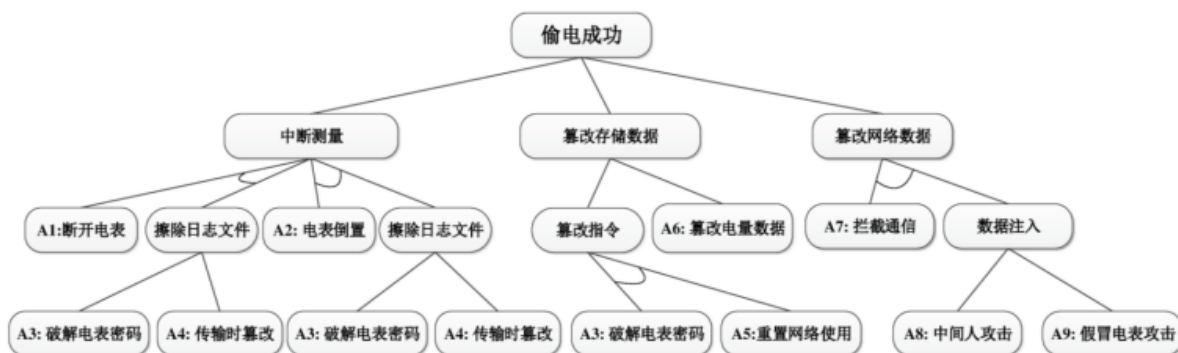 偷电成功
中断测量
篡改存储数据
篡改网络数据
A1:断开电表
擦除日志文件
A2: 电表倒置
擦除日志文件
篡改指令
A6: 篡改电量数据
A7: 拦截通信
数据注入
A3: 破解电表密码
A4: 传输时篡改
A3: 破解电表密码
A4: 传输时篡改
A3: 破解电表密码
A5:重置网络使用
A8: 中间人攻击
A9: 假冒电表攻击